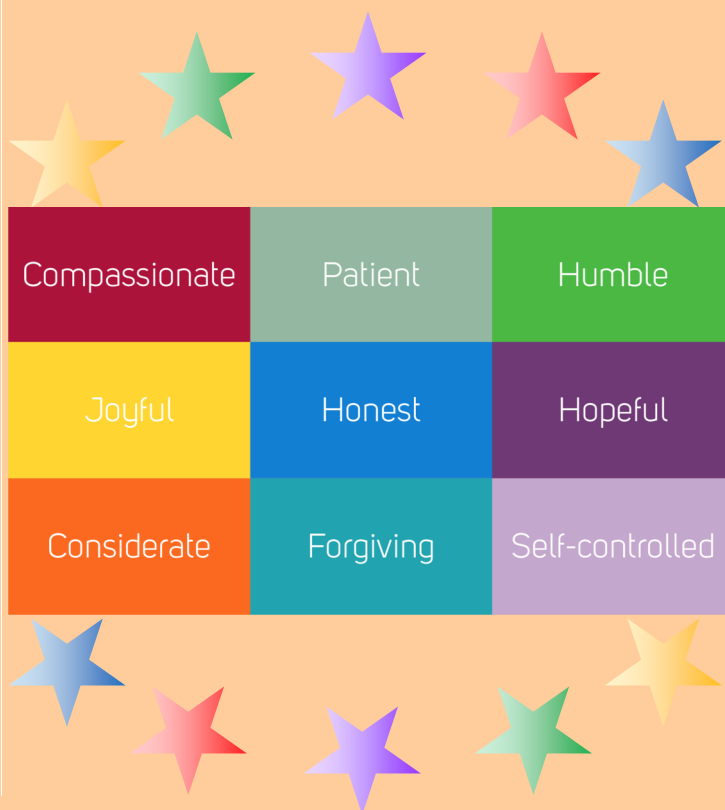 Compassionate Patient Humble
Joyful Honest Hopeful
Considerate Forgiving Self-controlled